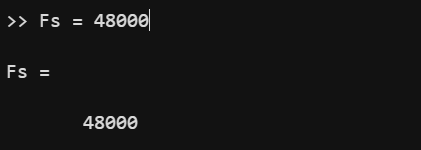 >> Fs = 48000
Fs =
48000